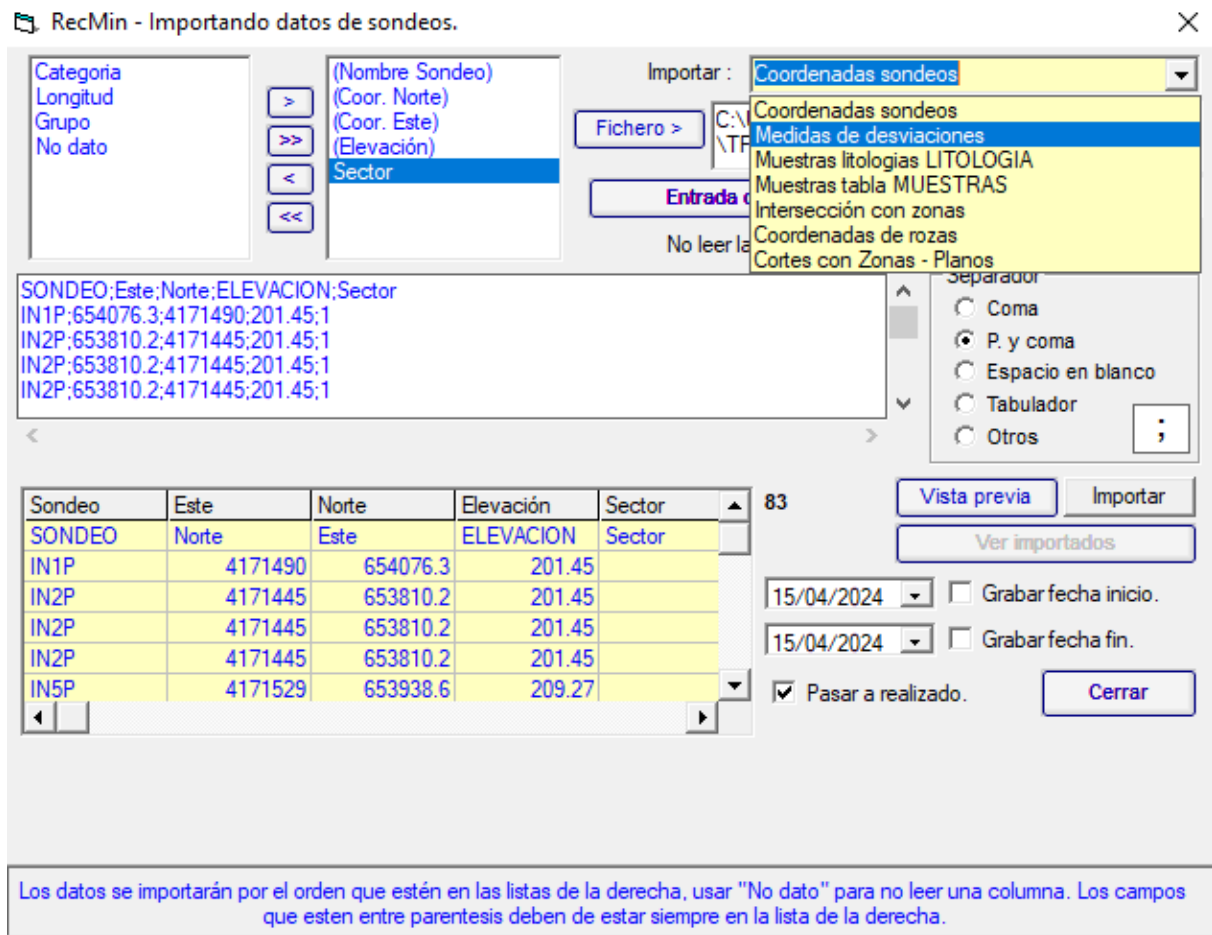 RecMin - Importando datos de sondeos.
Categoria
Longitud
Grupo
No dato
>
>>
<
<<
(Nombre Sondeo)
(Coor. Norte)
(Coor. Este)
(Elevación)
Sector
Importar :
Coordenadas sondeos
Coordenadas sondeos
Medidas de desviaciones
Muestras litologias LITOLOGIA
Muestras tabla MUESTRAS
Intersección con zonas
Coordenadas de rozas
Cortes con Zonas - Planos
Fichero >
Entrada
No leer
Separador
Coma
P. y coma
Espacio en blanco
Tabulador
Otros
;
SONDEO;Este;Norte;ELEVACION;Sector
IN1P;654076.3;4171490;201.45;1
IN2P;653810.2;4171445;201.45;1
IN2P;653810.2;4171445;201.45;1
IN2P;653810.2;4171445;201.45;1
Sondeo Este Norte Elevación Sector
SONDEO Norte Este ELEVACION Sector
IN1P 4171490 654076.3 201.45
IN2P 4171445 653810.2 201.45
IN2P 4171445 653810.2 201.45
IN2P 4171445 653810.2 201.45
IN5P 4171529 653938.6 209.27
83
Vista previa
Importar
Ver importados
15/04/2024
Grabar fecha inicio.
15/04/2024
Grabar fecha fin.
Pasar a realizado.
Cerrar
Los datos se importarán por el orden que estén en las listas de la derecha, usar "No dato" para no leer una columna. Los campos
que esten entre parentesis deben de estar siempre en la lista de la derecha.